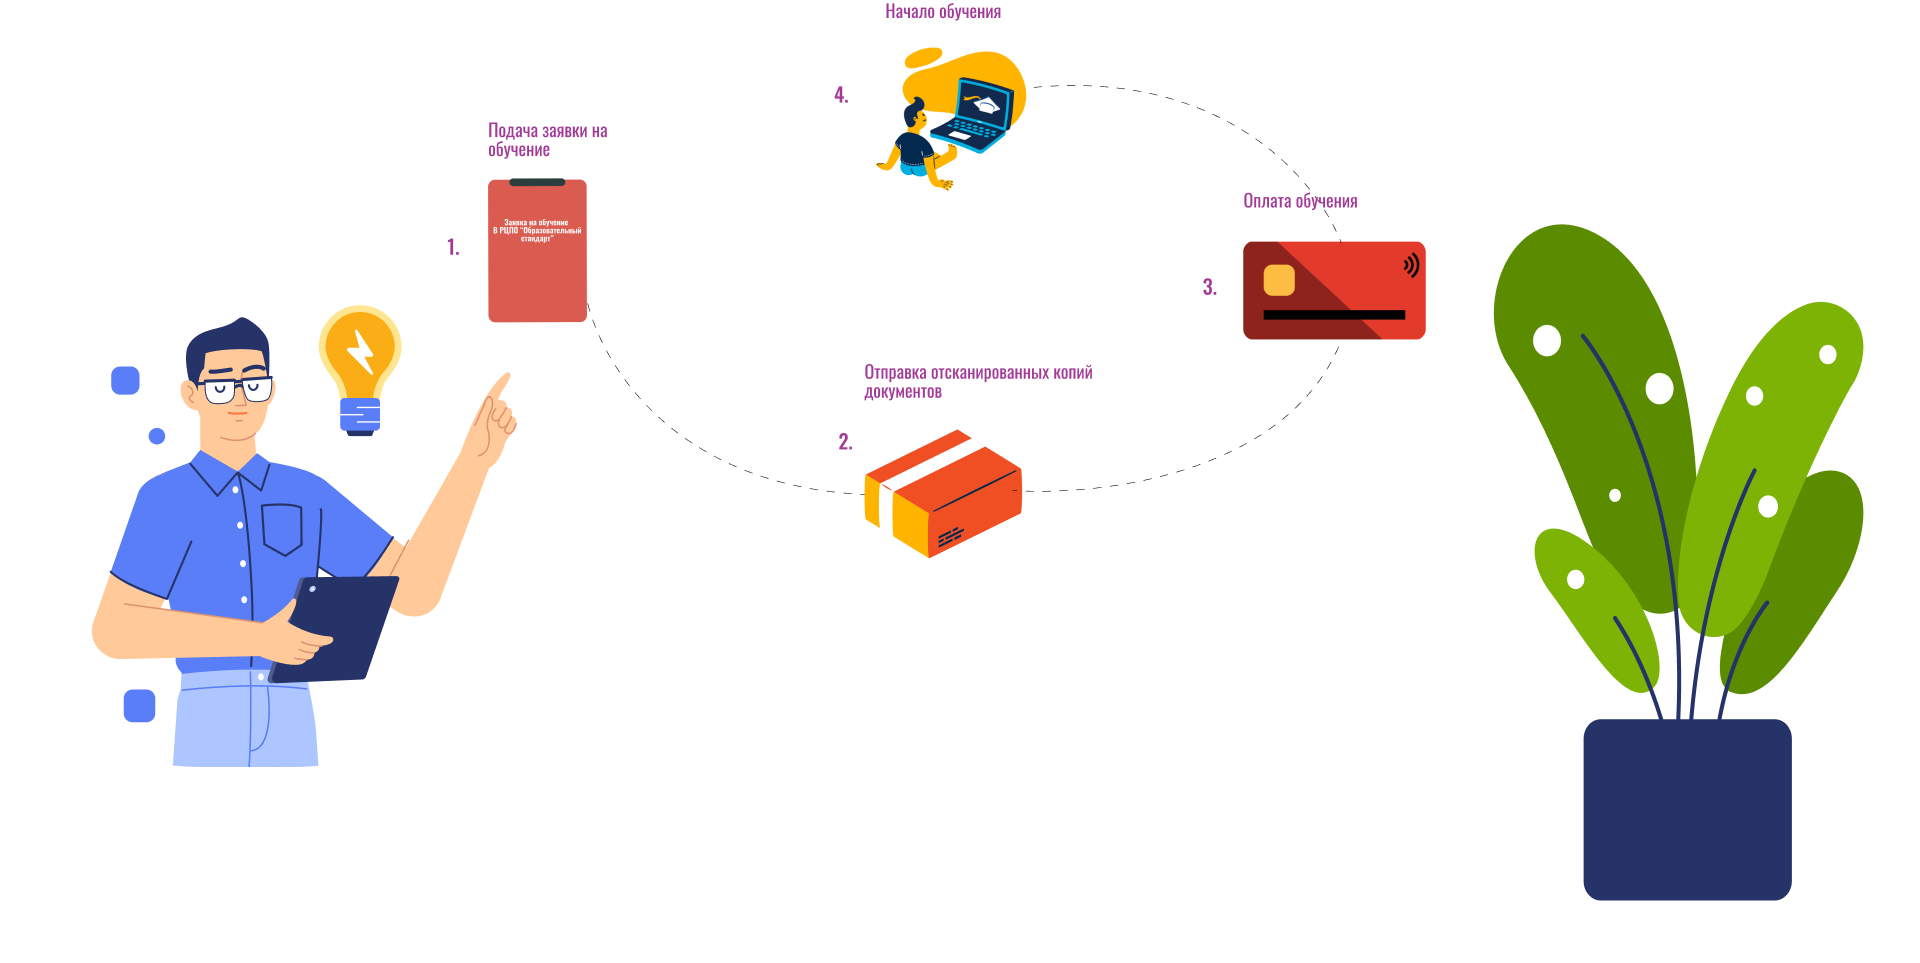 1.
Подача заявки на
обучение
Заявка на обучение
В РЦПО "Образовательный
стандарт"
2.
Отправка отсканированных копий
документов
3.
Оплата обучения
4.
Начало обучения